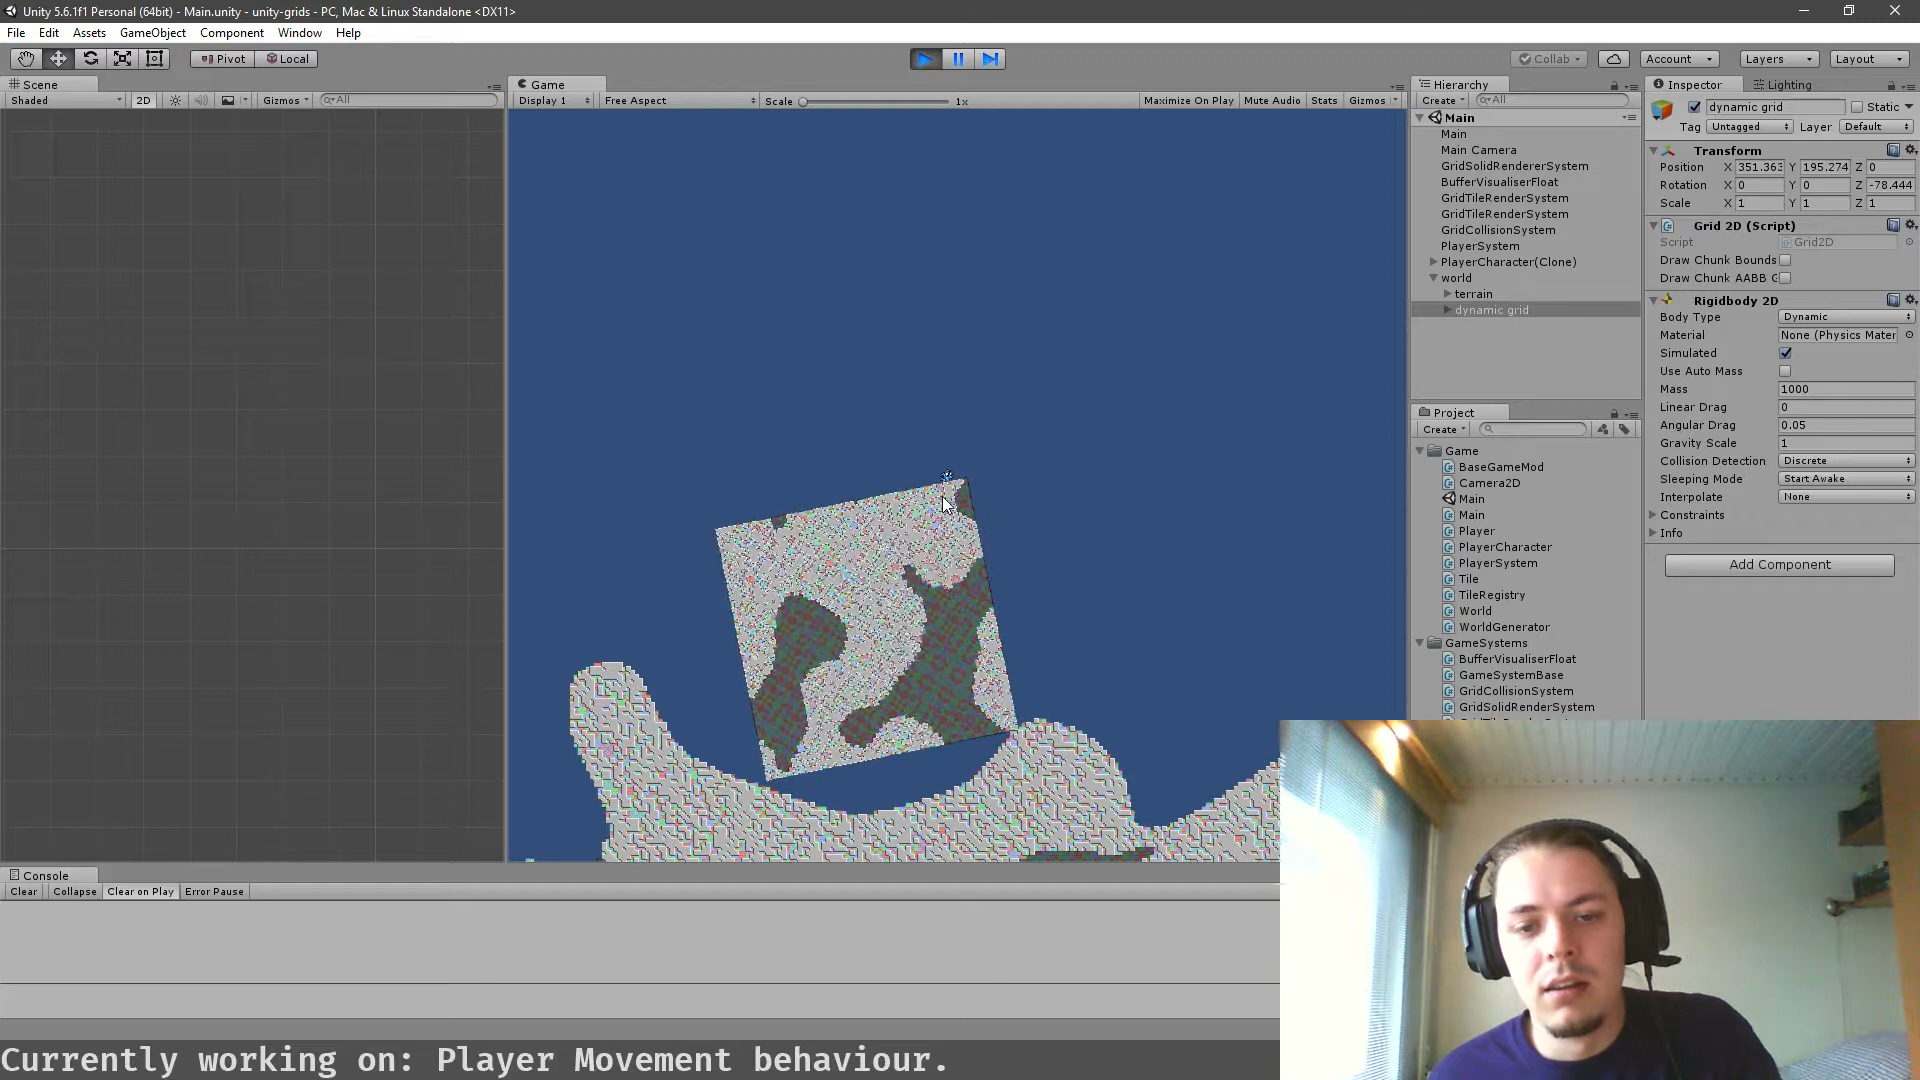 Unity 5.6.1f1 Personal (64bit) - Main.unity - unity-grids - PC, Mac & Linux Standalone <DX11>
File Edit Assets GameObject Component Window Help
Pivot Local Collab Account Layers Layout
Scene
Shaded 2D Gizmos All
Game
Display 1 Free Aspect Scale 1x Maximize On Play Mute Audio Stats Gizmos
Hierarchy
Create All
Main
Main
Main Camera
GridSolidRendererSystem
BufferVisualiserFloat
GridTileRenderSystem
GridTileRenderSystem
GridCollisionSystem
PlayerSystem
PlayerCharacter(Clone)
world
terrain
dynamic grid
Project
Create
Game
BaseGameMod
Camera2D
Main
Main
Player
PlayerCharacter
PlayerSystem
Tile
TileRegistry
World
WorldGenerator
GameSystems
BufferVisualiserFloat
GameSystemBase
GridCollisionSystem
GridSolidRenderSystem
Inspector Lighting
dynamic grid Static
Tag Untagged Layer Default
Transform
Position X 351.363 Y 195.274 Z 0
Rotation X 0 Y 0 Z -78.444
Scale X 1 Y 1 Z 1
Grid 2D (Script)
Script Grid2D
Draw Chunk Bounds
Draw Chunk AABB G
Rigidbody 2D
Body Type Dynamic
Material None (Physics Mater
Simulated
Use Auto Mass
Mass 1000
Linear Drag 0
Angular Drag 0.05
Gravity Scale 1
Collision Detection Discrete
Sleeping Mode Start Awake
Interpolate None
Constraints
Info
Add Component
Console
Clear Collapse Clear on Play Error Pause
Currently working on: Player Movement behaviour.